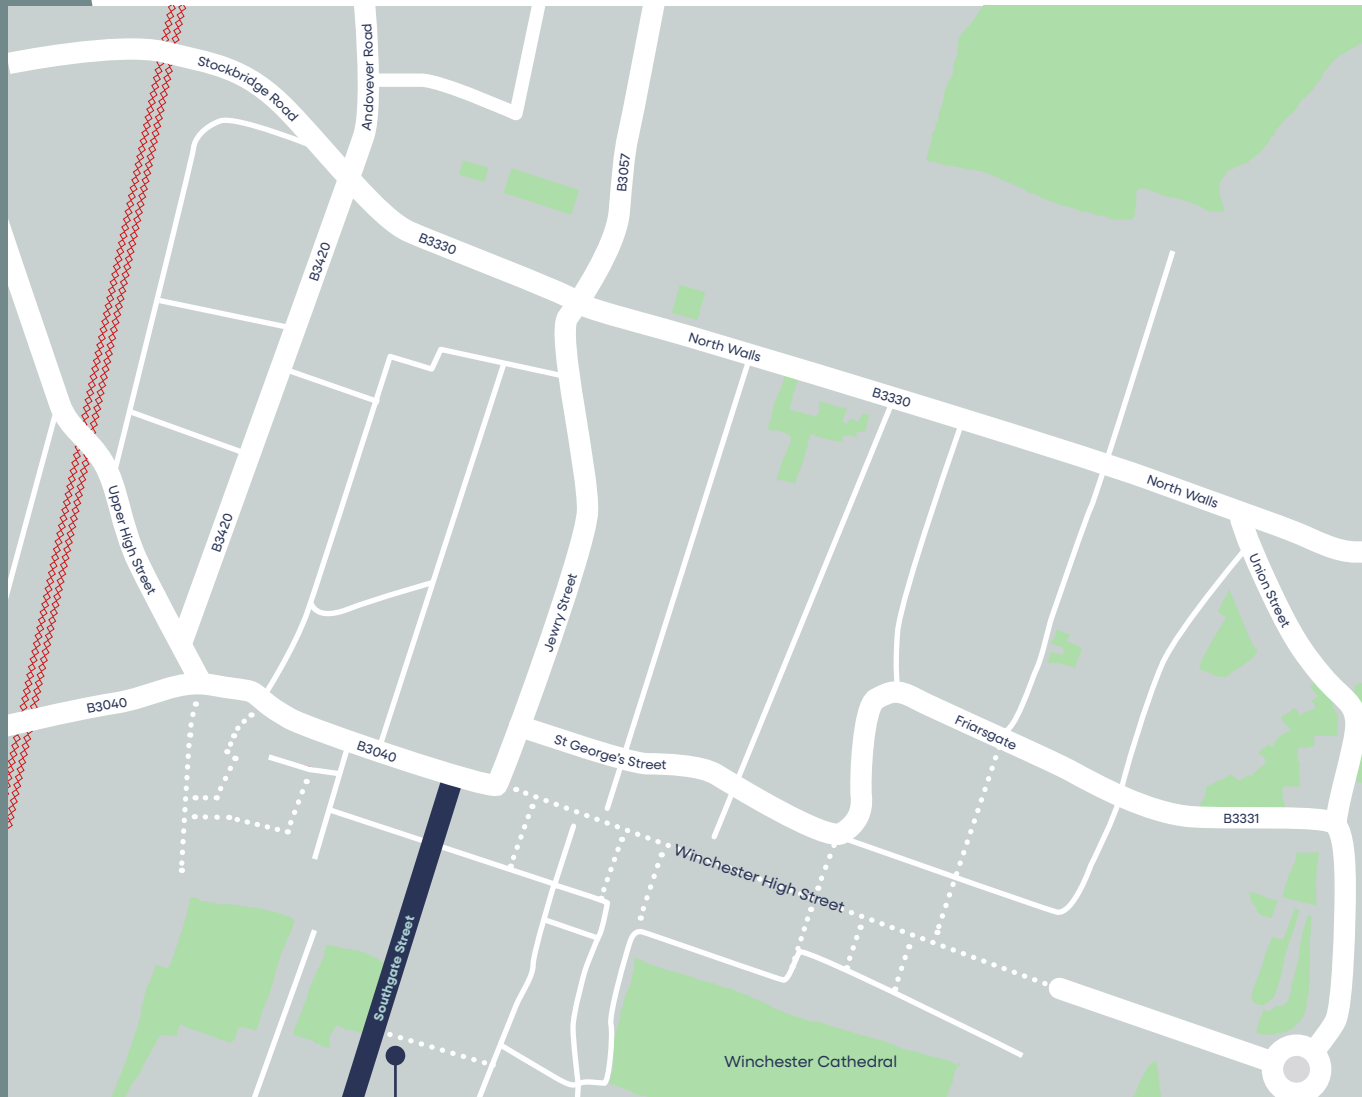 Stockbridge Road
Andovever Road
B3057
B3420
B3330
North Walls
B3330
North Walls
Upper High Street
B3420
Union Street
Jewry Street
B3040
B3040
St George's Street
Friarsgate
B3331
Winchester High Street
Southgate Street
Winchester Cathedral